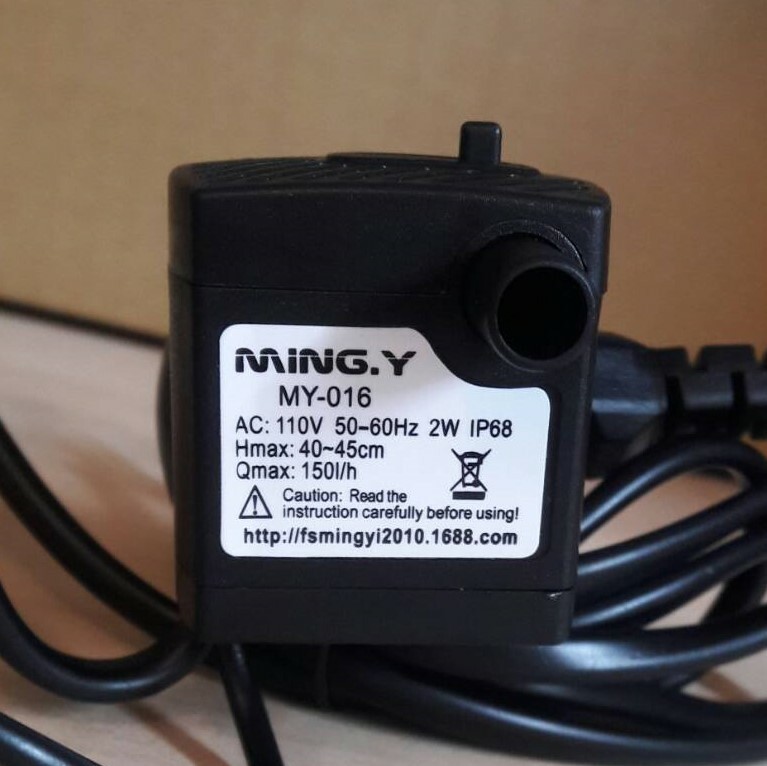 MING.Y
MY-016
AC: 110V 50-60Hz 2W IP68
Hmax: 40~45cm
Qmax: 150l/h
Caution: Read the
instruction carefully before using!
http://fsmingyi2010.1688.com